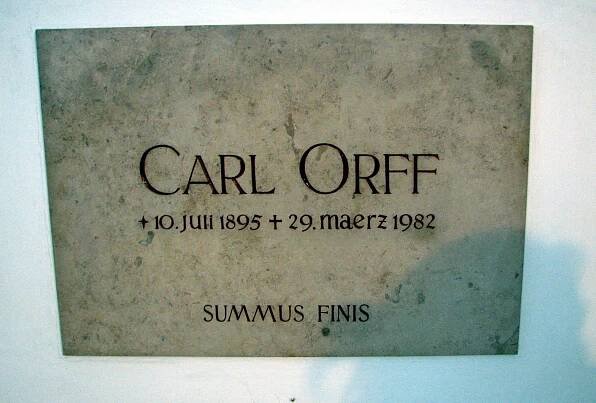 CARL ORFF
✦ 10. Juli 1895 ✝ 29. maerz 1982
SUMMUS FINIS